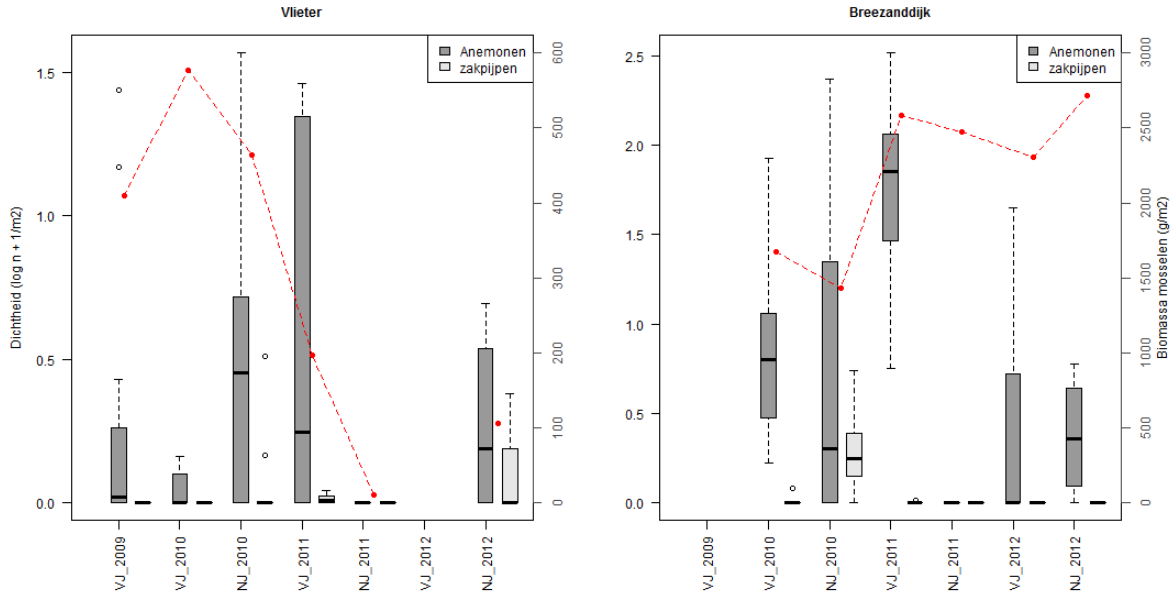 Vlieter
Dichtheid (log n + 1/m2)
1.5
1.0
0.5
0.0
Anemonen
zakpijpen
600
500
400
300
200
100
0
VJ_2009
VJ_2010
NJ_2010
VJ_2011
NJ_2011
VJ_2012
NJ_2012
Breezanddijk
2.5
2.0
1.5
1.0
0.5
0.0
Anemonen
zakpijpen
3000
2500
2000
1500
1000
500
0
Biomassa mosselen (g/m2)
VJ_2009
VJ_2010
NJ_2010
VJ_2011
NJ_2011
VJ_2012
NJ_2012